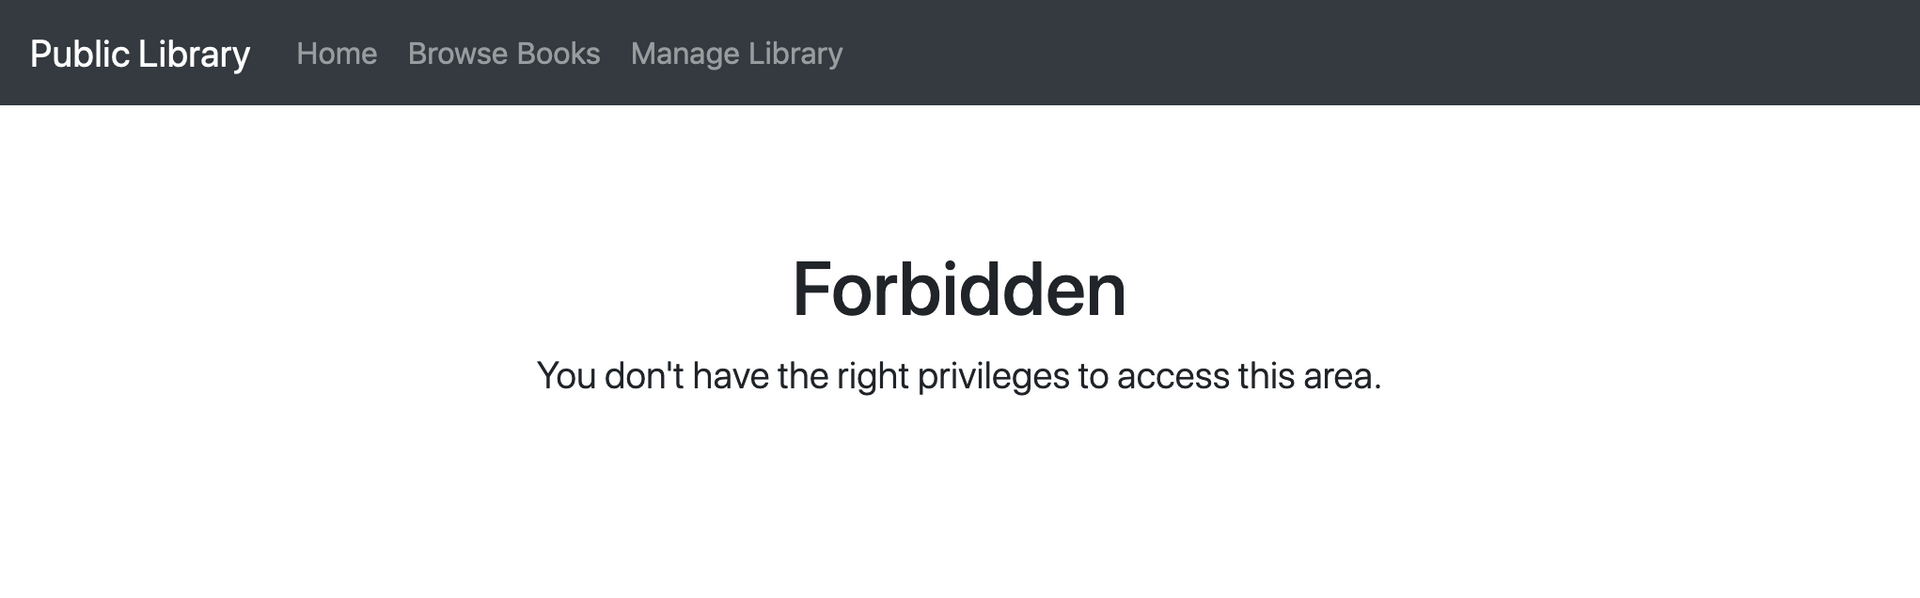 Public Library Home Browse Books Manage Library
Forbidden
You don't have the right privileges to access this area.